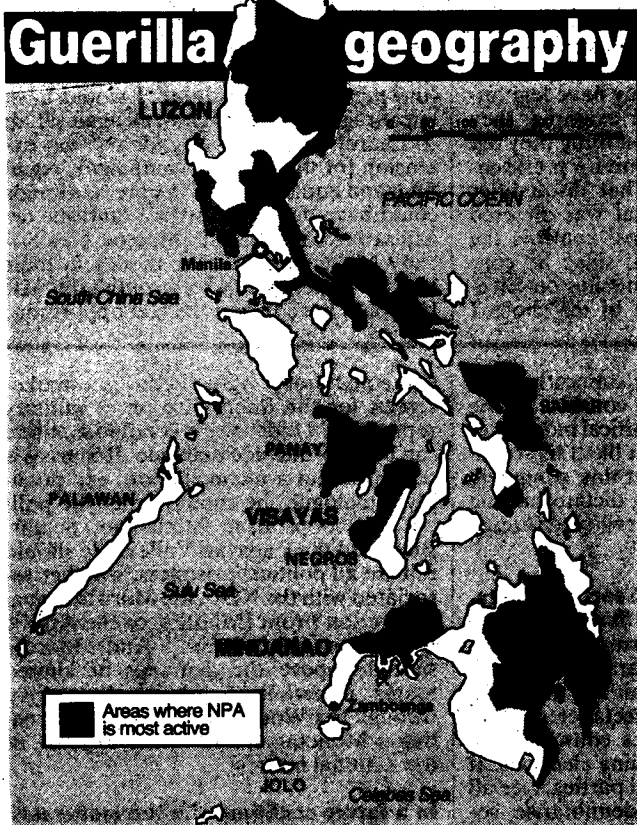 Guerilla geography
LUZON
PACIFIC OCEAN
Manila
South China Sea
SAMAR
PANAY
PALAWAN
VISAYAS
NEGROS
Sulu Sea
MINDANAO
Zamboanga
Areas where NPA
is most active
JOLO
Celebes Sea